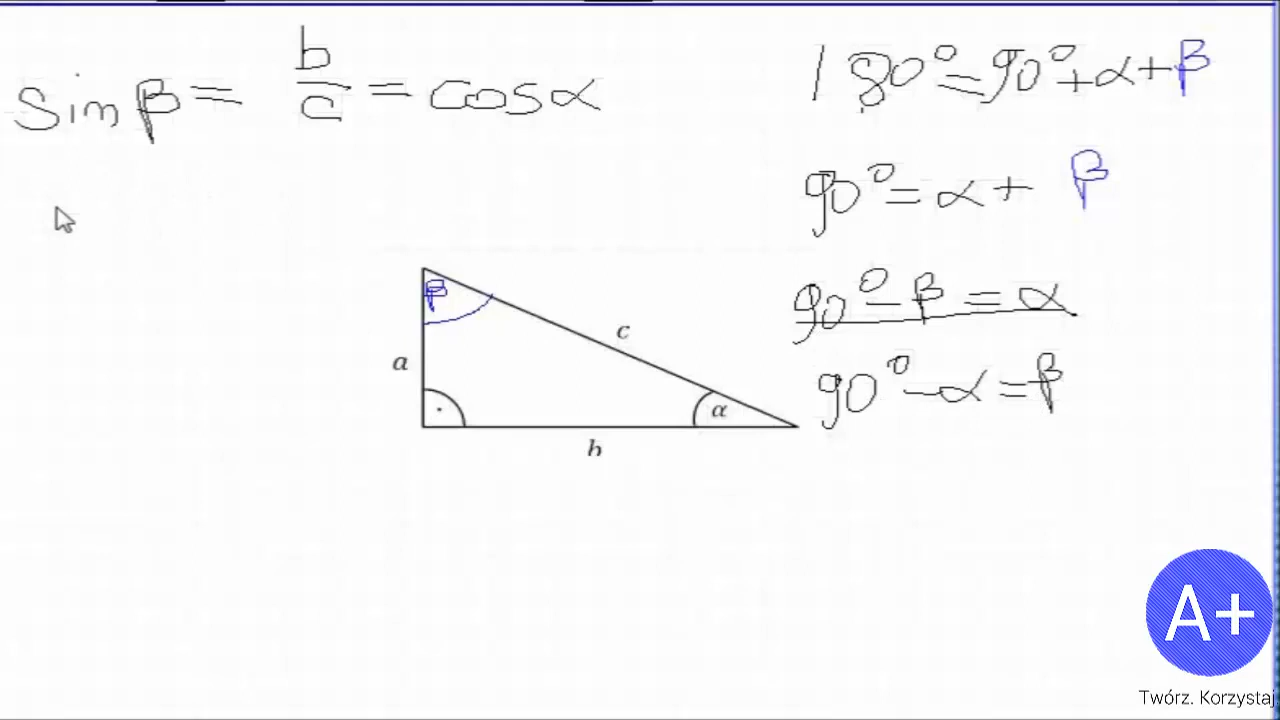 sin β = b/c = cos α
180° = 90° + α + β
90° = α + β
90° - β = α
90° - α = β
β
c
a
α
b
A+
Twórz. Korzystaj